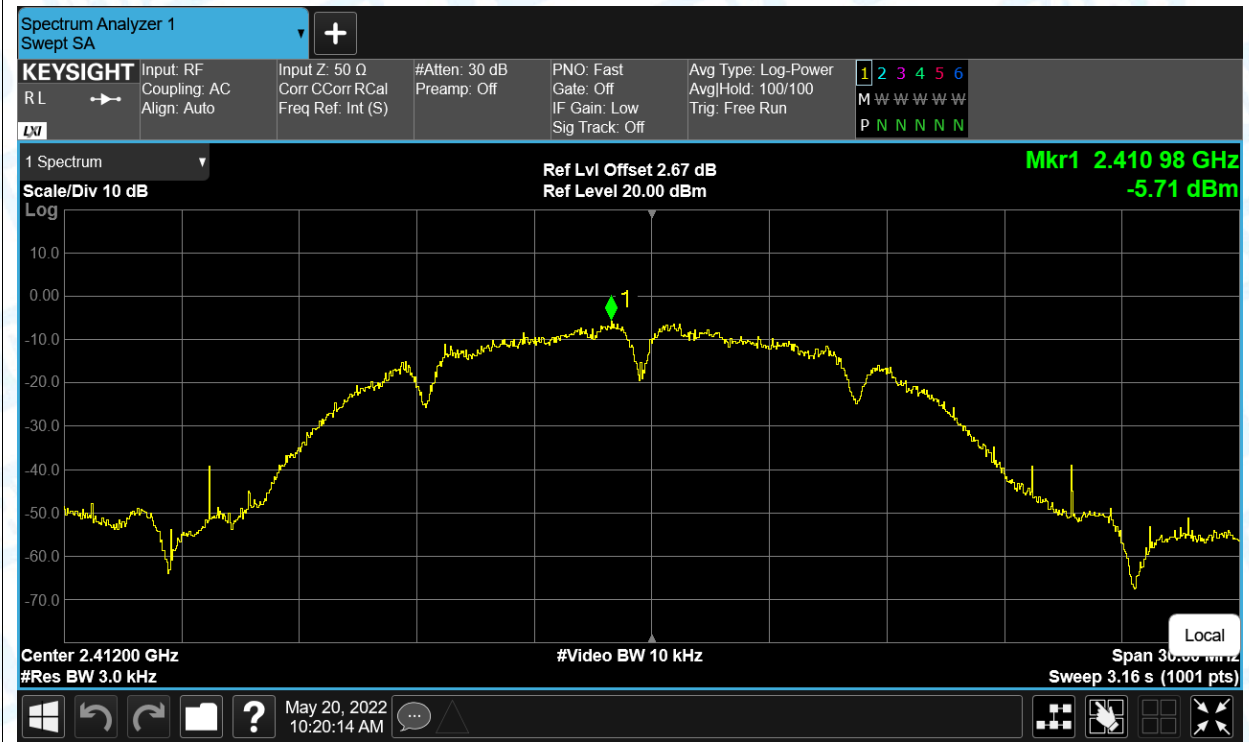 Spectrum Analyzer 1
Swept SA
+
KEYSIGHT
R L
LXI
Input: RF
Coupling: AC
Align: Auto
Input Z: 50 Ω
Corr CCorr RCal
Freq Ref: Int (S)
#Atten: 30 dB
Preamp: Off
PNO: Fast
Gate: Off
IF Gain: Low
Sig Track: Off
Avg Type: Log-Power
Avg|Hold: 100/100
Trig: Free Run
1 2 3 4 5 6
M W W W W W
P N N N N N
1 Spectrum
Scale/Div 10 dB
Log
Ref Lvl Offset 2.67 dB
Ref Level 20.00 dBm
Mkr1 2.410 98 GHz
-5.71 dBm
10.0
0.00
-10.0
-20.0
-30.0
-40.0
-50.0
-60.0
-70.0
1
Local
Center 2.41200 GHz
#Res BW 3.0 kHz
#Video BW 10 kHz
Span 30.00 MHz
Sweep 3.16 s (1001 pts)
?
May 20, 2022
10:20:14 AM